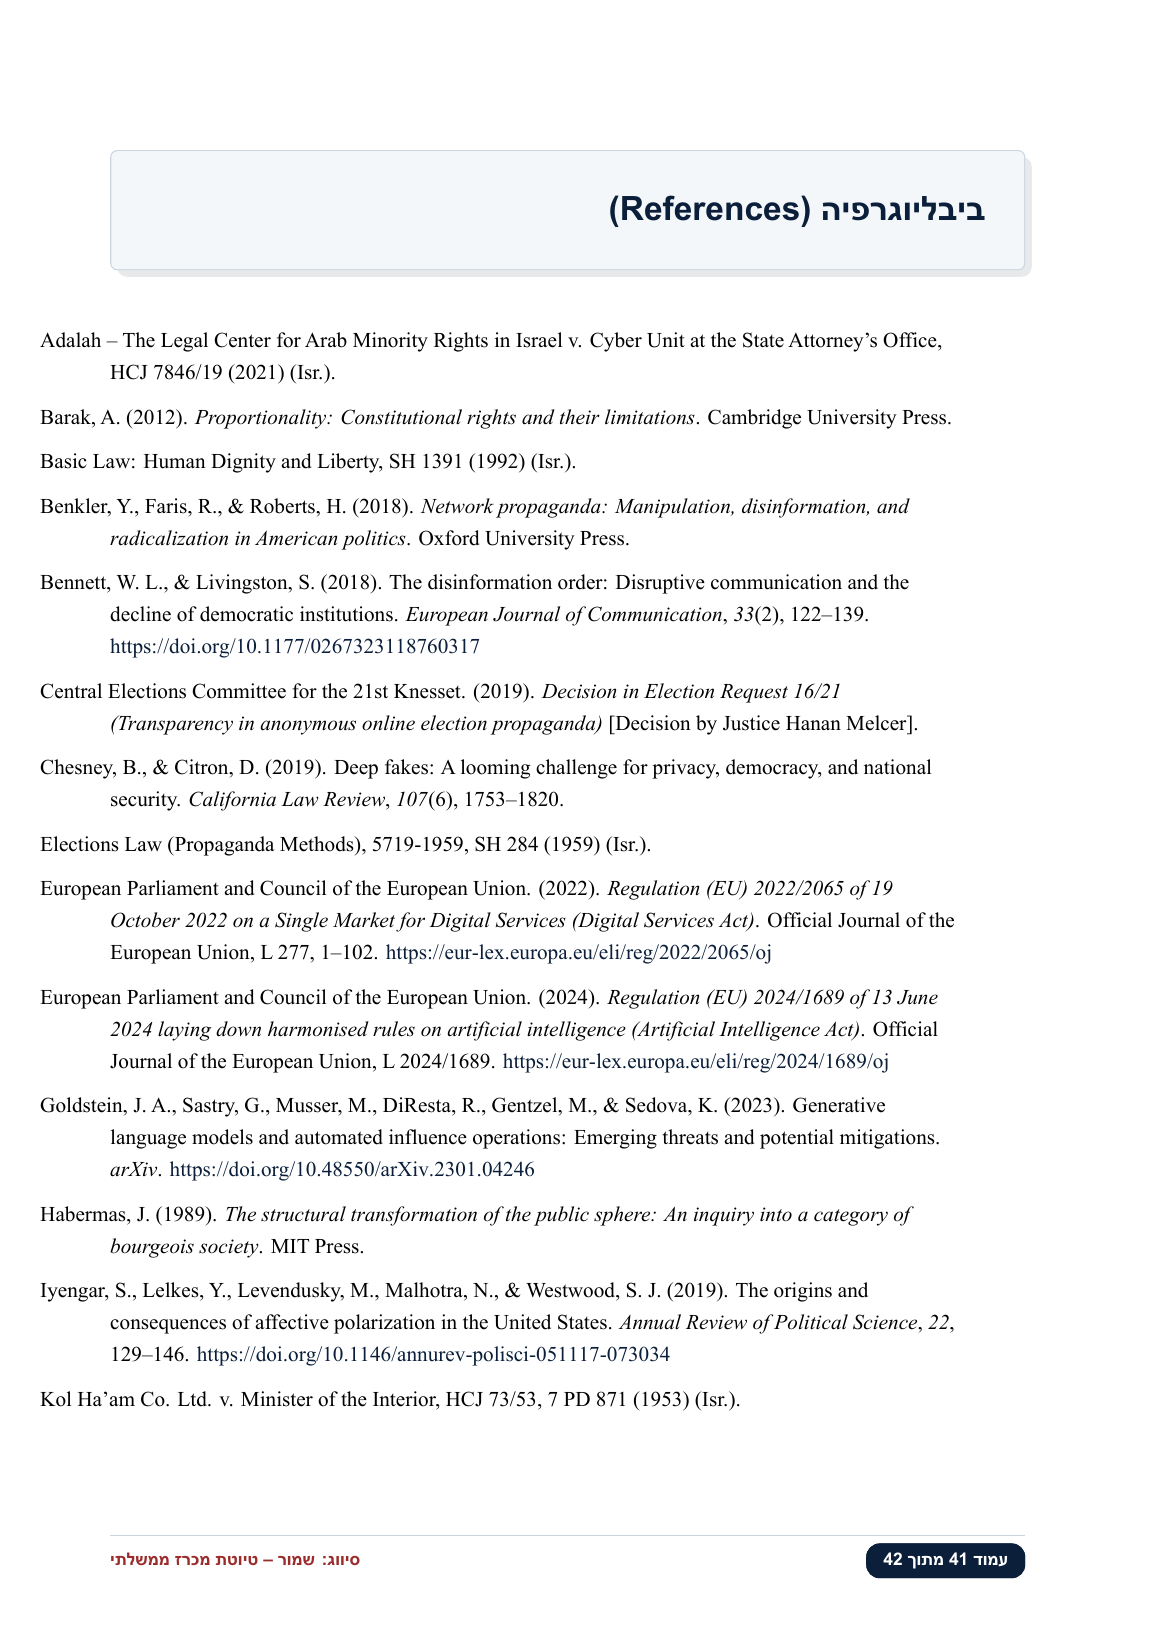 ביבליוגרפיה (References)
Adalah – The Legal Center for Arab Minority Rights in Israel v. Cyber Unit at the State Attorney’s Office,
HCJ 7846/19 (2021) (Isr.).
Barak, A. (2012). Proportionality: Constitutional rights and their limitations. Cambridge University Press.
Basic Law: Human Dignity and Liberty, SH 1391 (1992) (Isr.).
Benkler, Y., Faris, R., & Roberts, H. (2018). Network propaganda: Manipulation, disinformation, and
radicalization in American politics. Oxford University Press.
Bennett, W. L., & Livingston, S. (2018). The disinformation order: Disruptive communication and the
decline of democratic institutions. European Journal of Communication, 33(2), 122–139.
https://doi.org/10.1177/0267323118760317
Central Elections Committee for the 21st Knesset. (2019). Decision in Election Request 16/21
(Transparency in anonymous online election propaganda) [Decision by Justice Hanan Melcer].
Chesney, B., & Citron, D. (2019). Deep fakes: A looming challenge for privacy, democracy, and national
security. California Law Review, 107(6), 1753–1820.
Elections Law (Propaganda Methods), 5719-1959, SH 284 (1959) (Isr.).
European Parliament and Council of the European Union. (2022). Regulation (EU) 2022/2065 of 19
October 2022 on a Single Market for Digital Services (Digital Services Act). Official Journal of the
European Union, L 277, 1–102. https://eur-lex.europa.eu/eli/reg/2022/2065/oj
European Parliament and Council of the European Union. (2024). Regulation (EU) 2024/1689 of 13 June
2024 laying down harmonised rules on artificial intelligence (Artificial Intelligence Act). Official
Journal of the European Union, L 2024/1689. https://eur-lex.europa.eu/eli/reg/2024/1689/oj
Goldstein, J. A., Sastry, G., Musser, M., DiResta, R., Gentzel, M., & Sedova, K. (2023). Generative
language models and automated influence operations: Emerging threats and potential mitigations.
arXiv. https://doi.org/10.48550/arXiv.2301.04246
Habermas, J. (1989). The structural transformation of the public sphere: An inquiry into a category of
bourgeois society. MIT Press.
Iyengar, S., Lelkes, Y., Levendusky, M., Malhotra, N., & Westwood, S. J. (2019). The origins and
consequences of affective polarization in the United States. Annual Review of Political Science, 22,
129–146. https://doi.org/10.1146/annurev-polisci-051117-073034
Kol Ha’am Co. Ltd. v. Minister of the Interior, HCJ 73/53, 7 PD 871 (1953) (Isr.).
עמוד 41 מתוך 42
סיווג: שמור – טיוטת מכרז ממשלתי